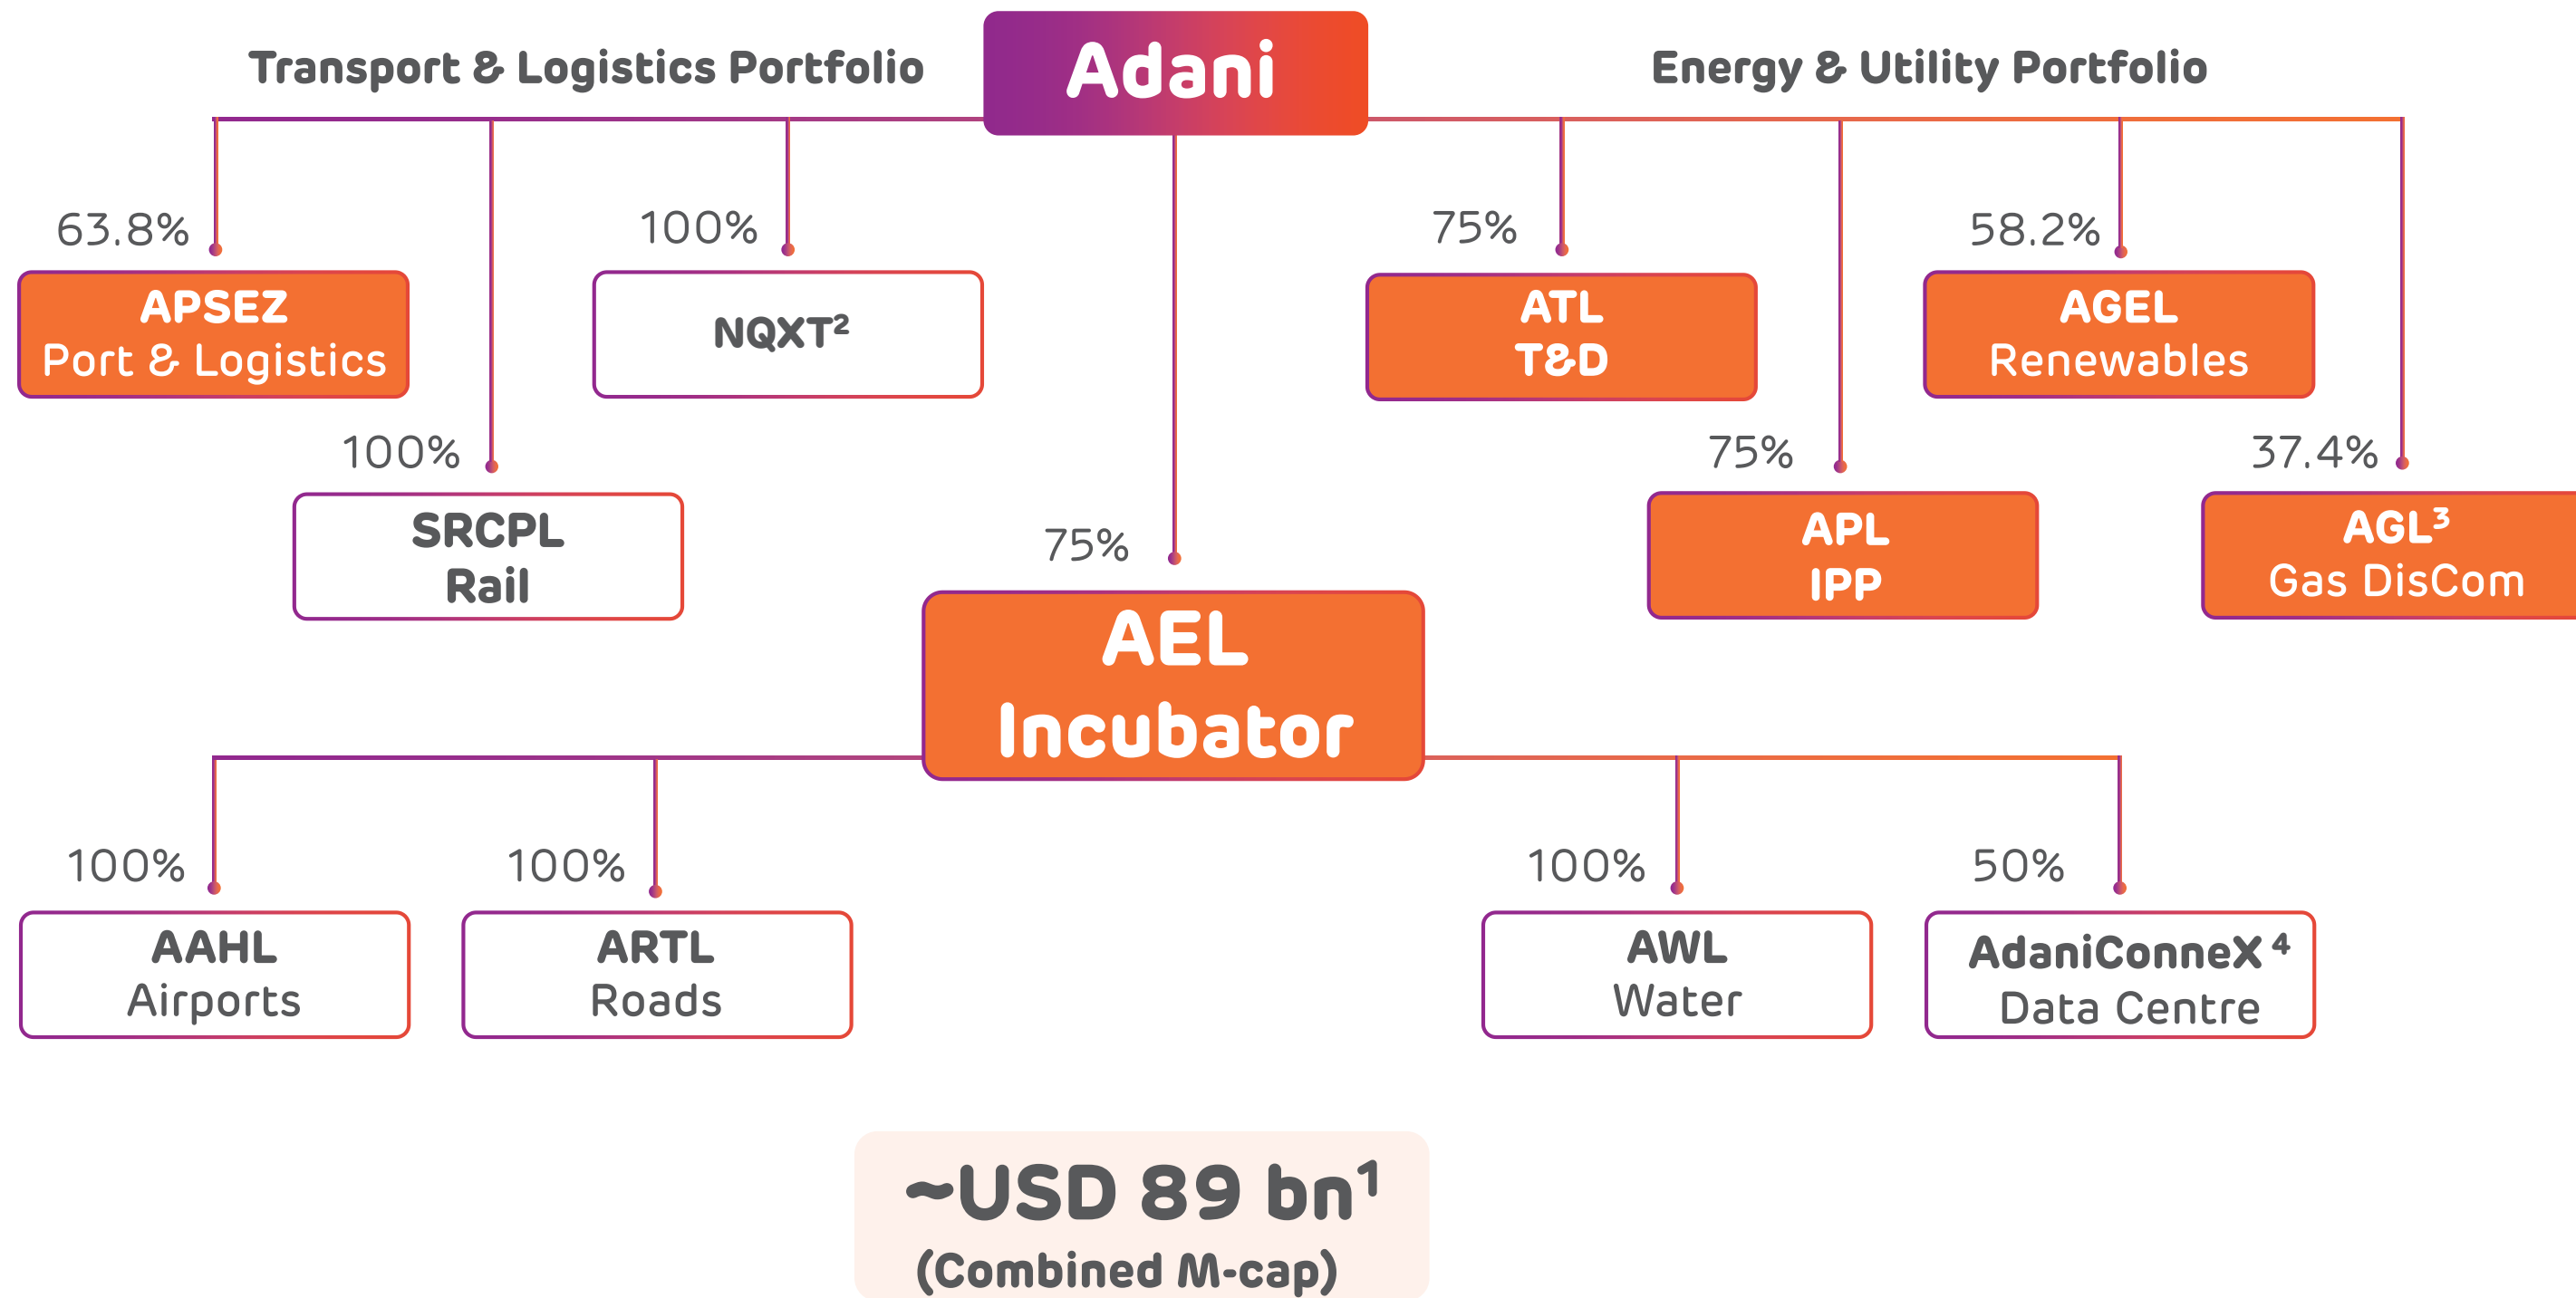 Adani
Transport & Logistics Portfolio
Energy & Utility Portfolio
63.8%
APSEZ
Port & Logistics
100%
SRCPL
Rail
100%
NQXT²
75%
ATL
T&D
75%
APL
IPP
58.2%
AGEL
Renewables
37.4%
AGL³
Gas DisCom
75%
AEL
Incubator
100%
AAHL
Airports
100%
ARTL
Roads
100%
AWL
Water
50%
AdaniConneX ⁴
Data Centre
~USD 89 bn¹
(Combined M-cap)